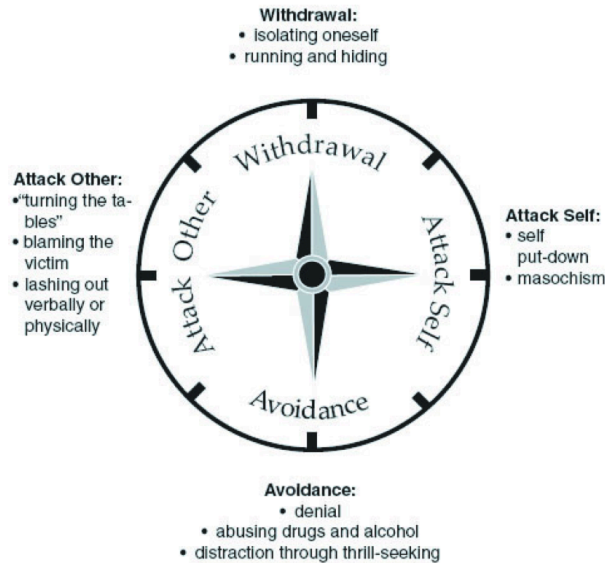 Withdrawal:
• isolating oneself
• running and hiding
Withdrawal
Attack Other:
•"turning the ta-
bles"
• blaming the
victim
• lashing out
verbally or
physically
Attack Other
Attack Self
Attack Self:
• self
put-down
• masochism
Avoidance
Avoidance:
• denial
• abusing drugs and alcohol
• distraction through thrill-seeking